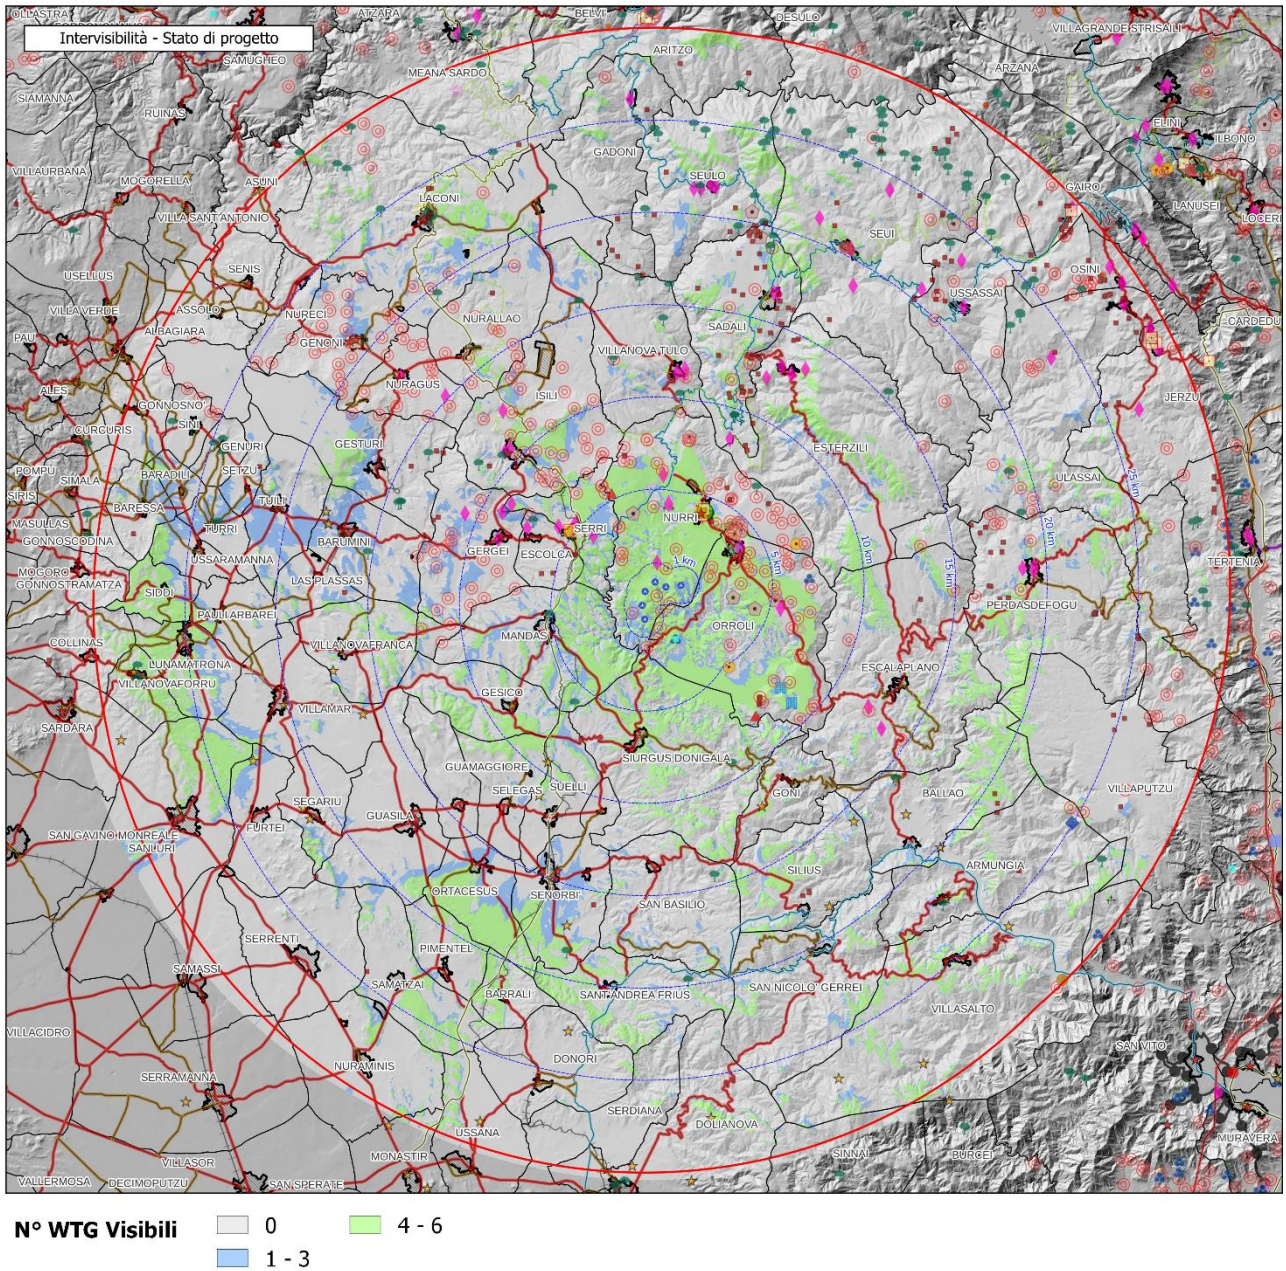 OLLASTRA
ATZARA
BELVI'
DESULO
VILLAGRANDE STRISAILI
Intervisibilità - Stato di progetto
ARITZO
SAMUGHEO
MEANA SARDO
ARZANA
SIAMANNA
RUINAS
ELINI
ILBONO
GADONI
VILLAURBANA
MOGORELLA
ASUNI
SEULO
GAIRO
LACONI
LANUSEI
VILLA SANT'ANTONIO
LOCERI
SEUI
USELLUS
SENIS
OSINI
USSASSAI
VILLA VERDE
ASSOLO
NURECI
NURALLAO
CARDEDU
ALBAGIARA
SADALI
PAU'
GENONI
VILLANOVA TULO
ALES
NURAGUS
ISILI
JERZU
GONNOSNO'
CURCURIS
SINI
GENURI
GESTURI
ESTERZILI
POMPU
SIMALA
BARADILI
SETZU
ULASSAI
25 km
SIRIS
BARESSA
TUILI
NURRI
MASULLAS
TURRI
SERRI
20 km
GONNOSCODINA
BARUMINI
GERGEI
ESCOLCA
10 km
USSARAMANNA
1 km
5 km
TERTENIA
MOGORO
LAS PLASSAS
15 km
GONNOSTRAMATZA
SIDDI
PERDASDEFOGU
PAULI ARBAREI
ORROLI
COLLINAS
MANDAS
VILLANOVAFRANCA
LUNAMATRONA
ESCALAPLANO
VILLANOVAFORRU
GESICO
VILLAMAR
SARDARA
SIURGUS DONIGALA
GUAMAGGIORE
SUELLI
SELEGAS
GONI
BALLAO
VILLAPUTZU
SEGARIU
GUASILA
FURTEI
SAN GAVINO MONREALE
SANLURI
ARMUNGIA
SILIUS
ORTACESUS
SENORBI'
SAN BASILIO
SERRENTI
PIMENTEL
SAMASSI
SAMATZAI
BARRALI
SANT'ANDREA FRIUS
SAN NICOLO' GERREI
VILLASALTO
VILLACIDRO
SAN VITO
DONORI
NURAMINIS
SERRAMANNA
SERDIANA
DOLIANOVA
USSANA
MURAVERA
VILLASOR
MONASTIR
SINNAI
BURCEI
VALLERMOSA
DECIMOPUTZU
SAN SPERATE
N° WTG Visibili
0
4 - 6
1 - 3